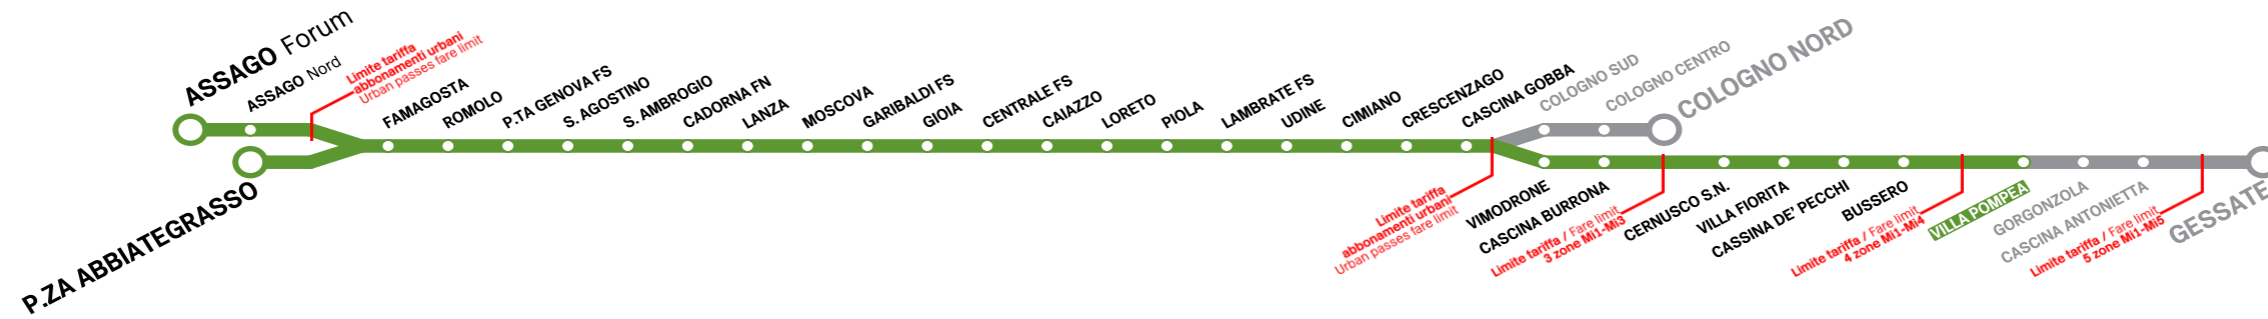 ASSAGO Forum
ASSAGO Nord
Limite tariffa
abbonamenti urbani
Urban passes fare limit
P.ZA ABBIATEGRASSO
FAMAGOSTA
ROMOLO
P.TA GENOVA FS
S. AGOSTINO
S. AMBROGIO
CADORNA FN
LANZA
MOSCOVA
GARIBALDI FS
GIOIA
CENTRALE FS
CAIAZZO
LORETO
PIOLA
LAMBRATE FS
UDINE
CIMIANO
CRESCENZAGO
CASCINA GOBBA
COLOGNO SUD
COLOGNO CENTRO
COLOGNO NORD
Limite tariffa
abbonamenti urbani
Urban passes fare limit
VIMODRONE
CASCINA BURRONA
Limite tariffa / Fare limit
3 zone Mi1-Mi3
CERNUSCO S.N.
VILLA FIORITA
CASSINA DE' PECCHI
BUSSERO
Limite tariffa / Fare limit
4 zone Mi1-Mi4
VILLA POMPEA
GORGONZOLA
CASCINA ANTONIETTA
Limite tariffa / Fare limit
5 zone Mi1-Mi5
GESSATE